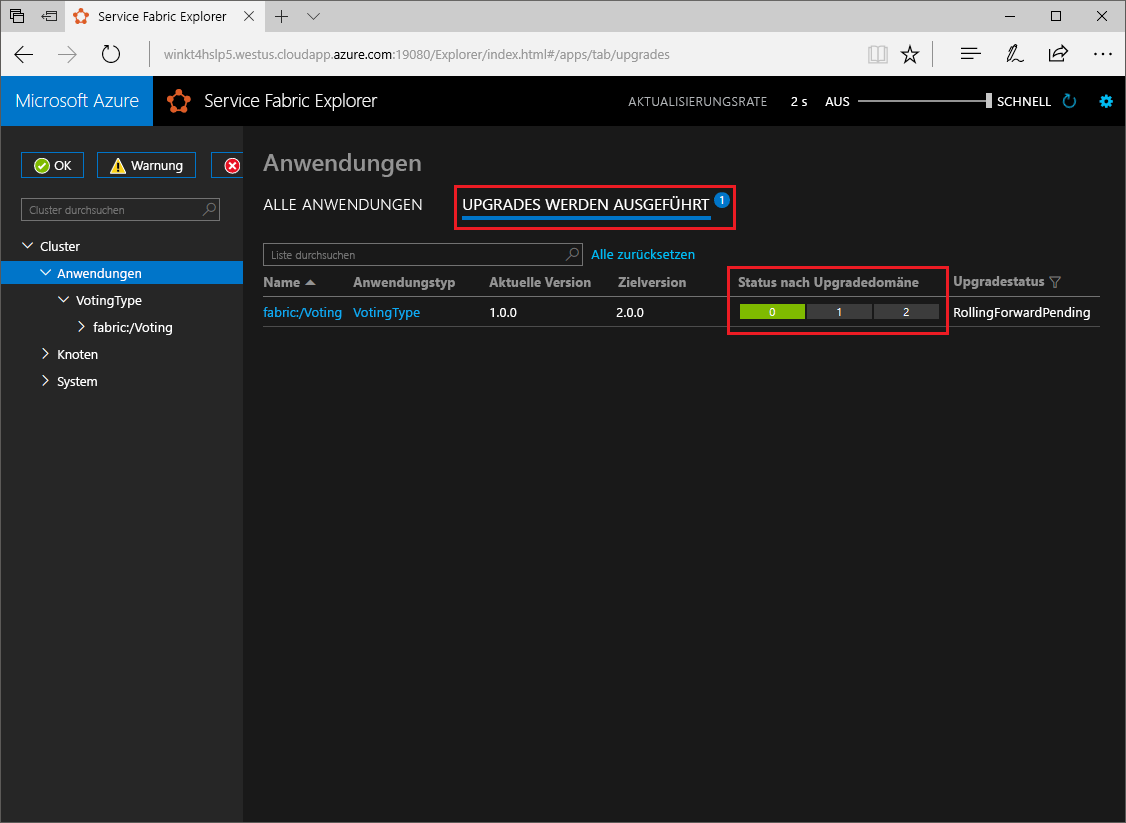 Service Fabric Explorer
winkt4hslp5.westus.cloudapp.azure.com:19080/Explorer/index.html#/apps/tab/upgrades
Microsoft Azure Service Fabric Explorer AKTUALISIERUNGSRATE 2 s AUS SCHNELL
OK Warnung
Cluster durchsuchen
Cluster
Anwendungen
VotingType
fabric:/Voting
Knoten
System
Anwendungen
ALLE ANWENDUNGEN UPGRADES WERDEN AUSGEFÜHRT 1
Liste durchsuchen Alle zurücksetzen
Name Anwendungstyp Aktuelle Version Zielversion Status nach Upgradedomäne Upgradestatus
fabric:/Voting VotingType 1.0.0 2.0.0 0 1 2 RollingForwardPending